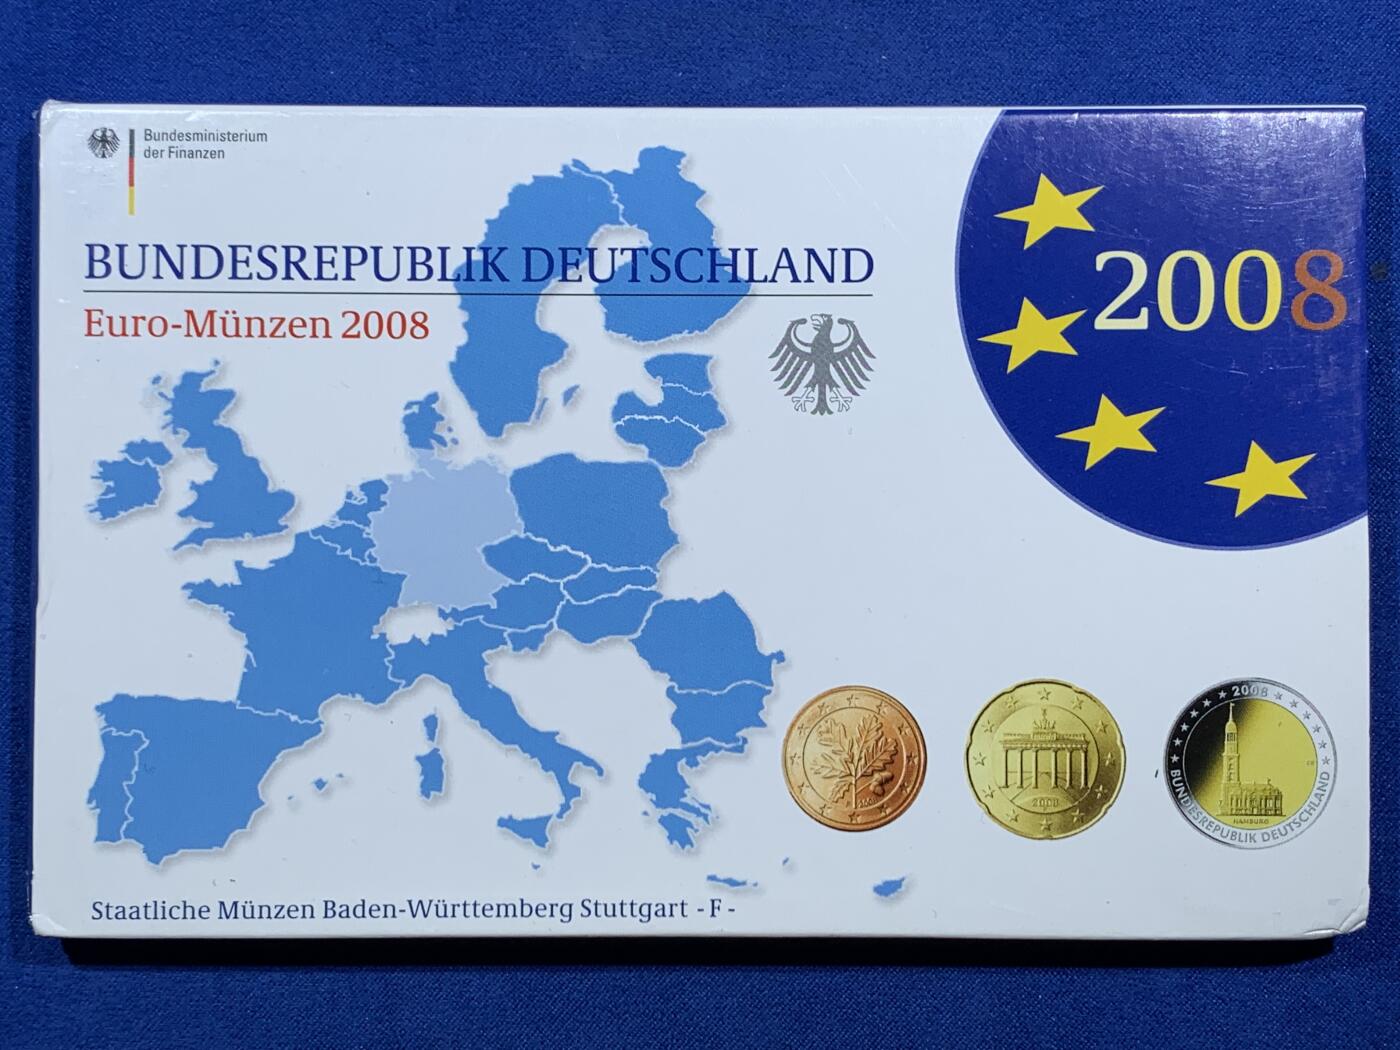 Bundesministerium
der Finanzen
BUNDESREPUBLIK DEUTSCHLAND
Euro-Münzen 2008
2008
2008
2008
2008
HAMBURG
BUNDESREPUBLIK DEUTSCHLAND
Staatliche Münzen Baden-Württemberg Stuttgart - F -